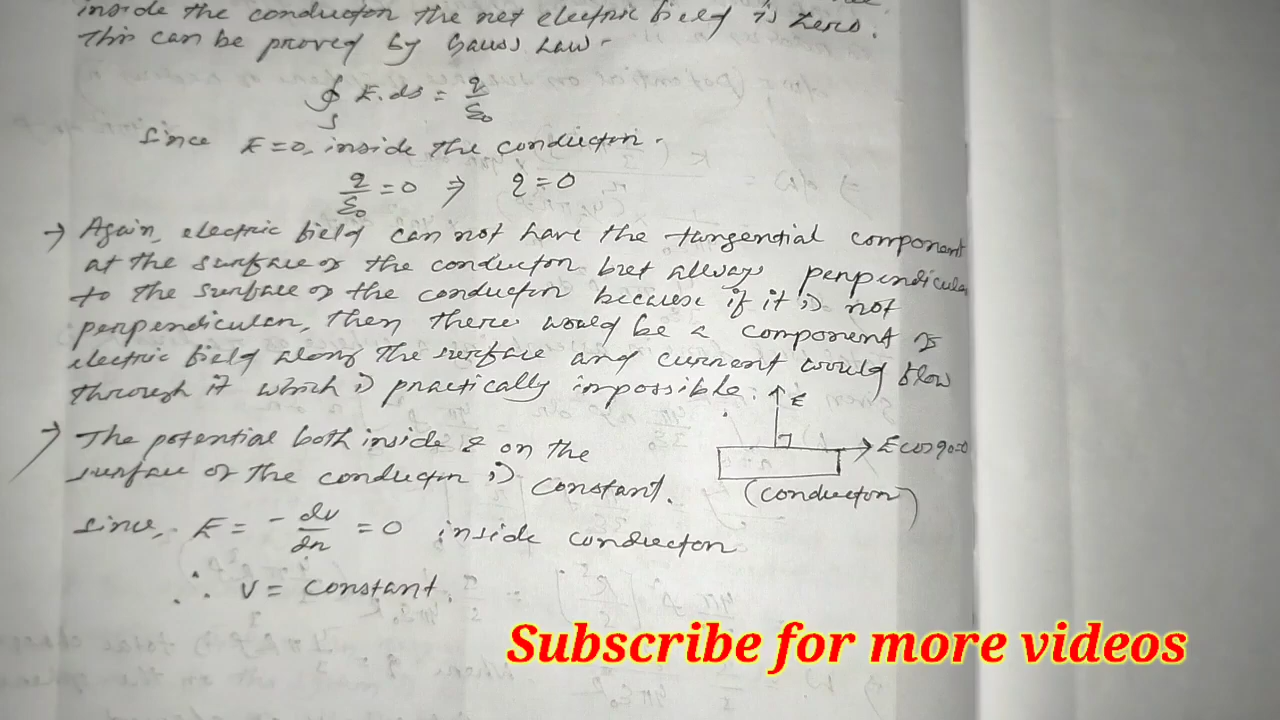 inside the conductor the net electric field is zero.
This can be proved by Gauss Law-
∮s E.ds = q/ε0
Since E=0, inside the conductor.
q/ε0 = 0 ⇒ q=0
→ Again, electric field can not have the tangential component
at the surface of the conductor but always perpendicular
to the surface of the conductor because if it is not
perpendicular, then there would be a component of
electric field along the surface and current would flow
through it which is practically impossible.
E
E cos90=0
(conductor)
→ The potential both inside & on the
surface of the conductor is constant.
since, E = -dv/dr = 0 inside conductor
∴ V = constant.
Subscribe for more videos